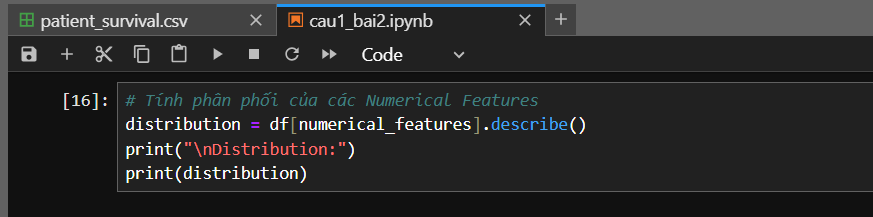 patient_survival.csv
cau1_bai2.ipynb
Code
[16]:
# Tính phân phối của các Numerical Features
distribution = df[numerical_features].describe()
print("\nDistribution:")
print(distribution)